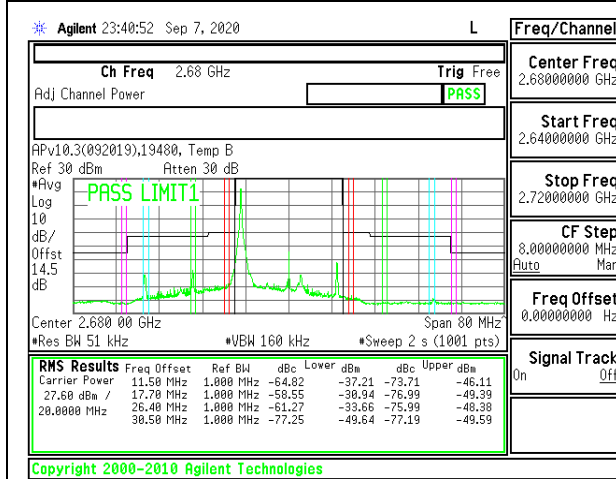 Agilent 23:40:52 Sep 7, 2020 L
Freq/Channel
Ch Freq 2.68 GHz Trig Free
Adj Channel Power PASS
Center Freq
2.68000000 GHz
Start Freq
2.64000000 GHz
Stop Freq
2.72000000 GHz
CF Step
8.00000000 MHz
Auto Man
Freq Offset
0.00000000 Hz
Signal Track
On Off
APv10.3(092019),19480, Temp B
Ref 30 dBm Atten 30 dB
#Avg
Log
10
dB/
Offst
14.5
dB
PASS LIMIT1
Center 2.680 00 GHz Span 80 MHz
#Res BW 51 kHz #VBW 160 kHz #Sweep 2 s (1001 pts)
RMS Results Freq Offset Ref BW dBc Lower dBm dBc Upper dBm
Carrier Power 11.50 MHz 1.000 MHz -64.82 -37.21 -73.71 -46.11
27.60 dBm / 17.70 MHz 1.000 MHz -58.55 -30.94 -76.99 -49.39
20.0000 MHz 26.40 MHz 1.000 MHz -61.27 -33.66 -75.99 -48.38
30.50 MHz 1.000 MHz -77.25 -49.64 -77.19 -49.59
Copyright 2000-2010 Agilent Technologies